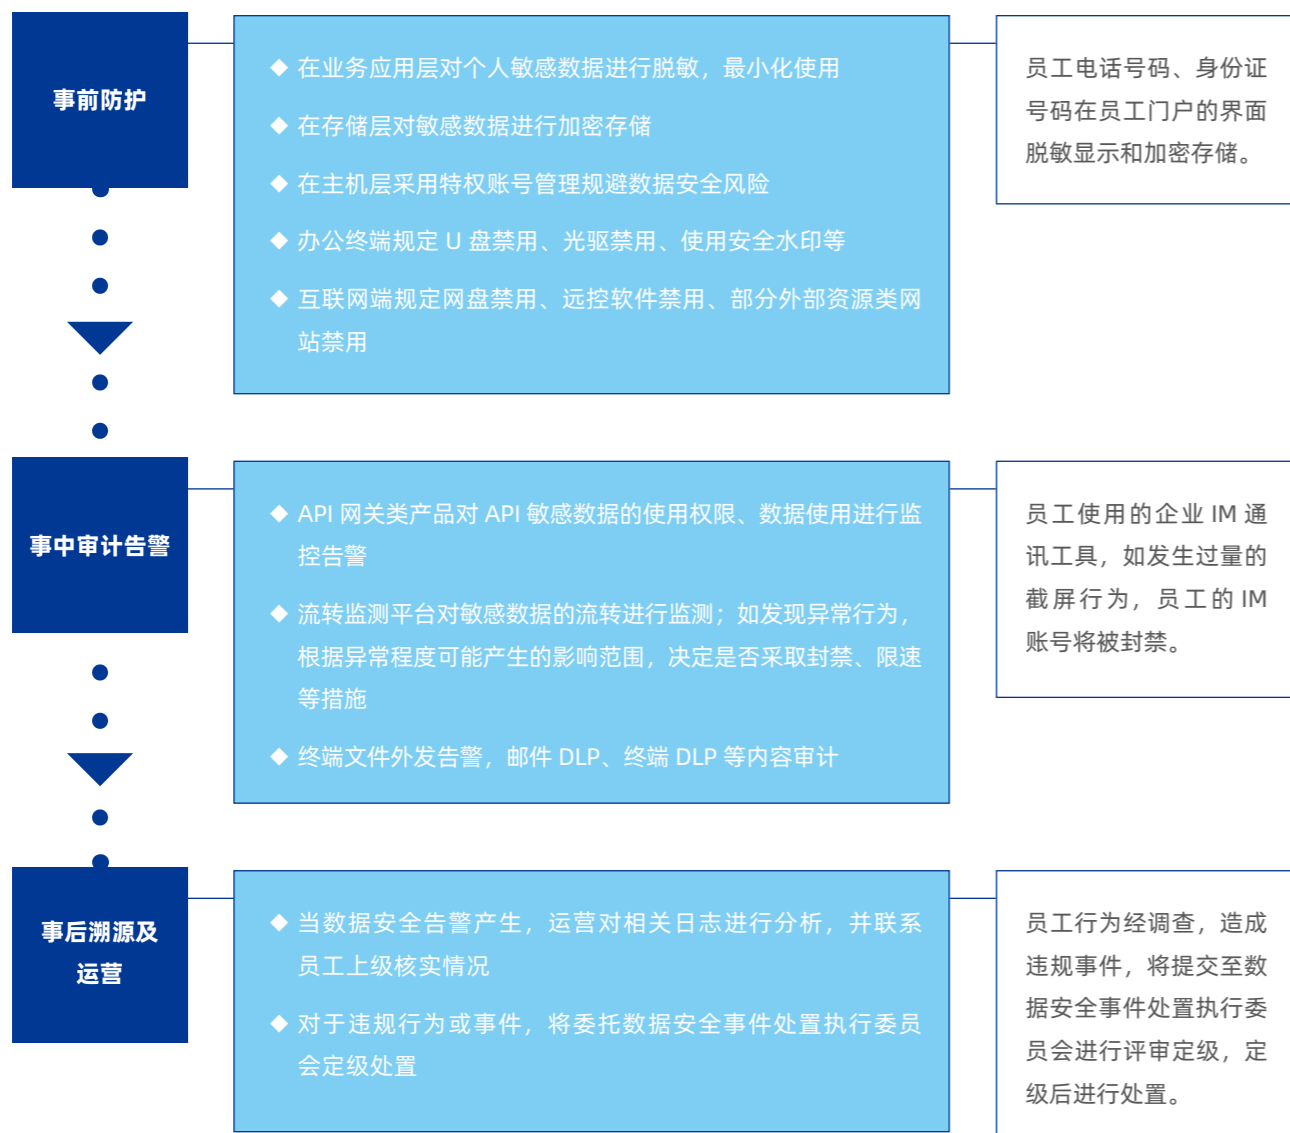 事前防护
◆ 在业务应用层对个人敏感数据进行脱敏，最小化使用
◆ 在存储层对敏感数据进行加密存储
◆ 在主机层采用特权账号管理规避数据安全风险
◆ 办公终端规定 U 盘禁用、光驱禁用、使用安全水印等
◆ 互联网端规定网盘禁用、远控软件禁用、部分外部资源类网
站禁用
员工电话号码、身份证
号码在员工门户的界面
脱敏显示和加密存储。
事中审计告警
◆ API 网关类产品对 API 敏感数据的使用权限、数据使用进行监
控告警
◆ 流转监测平台对敏感数据的流转进行监测；如发现异常行为，
根据异常程度可能产生的影响范围，决定是否采取封禁、限速
等措施
◆ 终端文件外发告警，邮件 DLP、终端 DLP 等内容审计
员工使用的企业 IM 通
讯工具，如发生过量的
截屏行为，员工的 IM
账号将被封禁。
事后溯源及
运营
◆ 当数据安全告警产生，运营对相关日志进行分析，并联系
员工上级核实情况
◆ 对于违规行为或事件，将委托数据安全事件处置执行委员
会定级处置
员工行为经调查，造成
违规事件，将提交至数
据安全事件处置执行委
员会进行评审定级，定
级后进行处置。